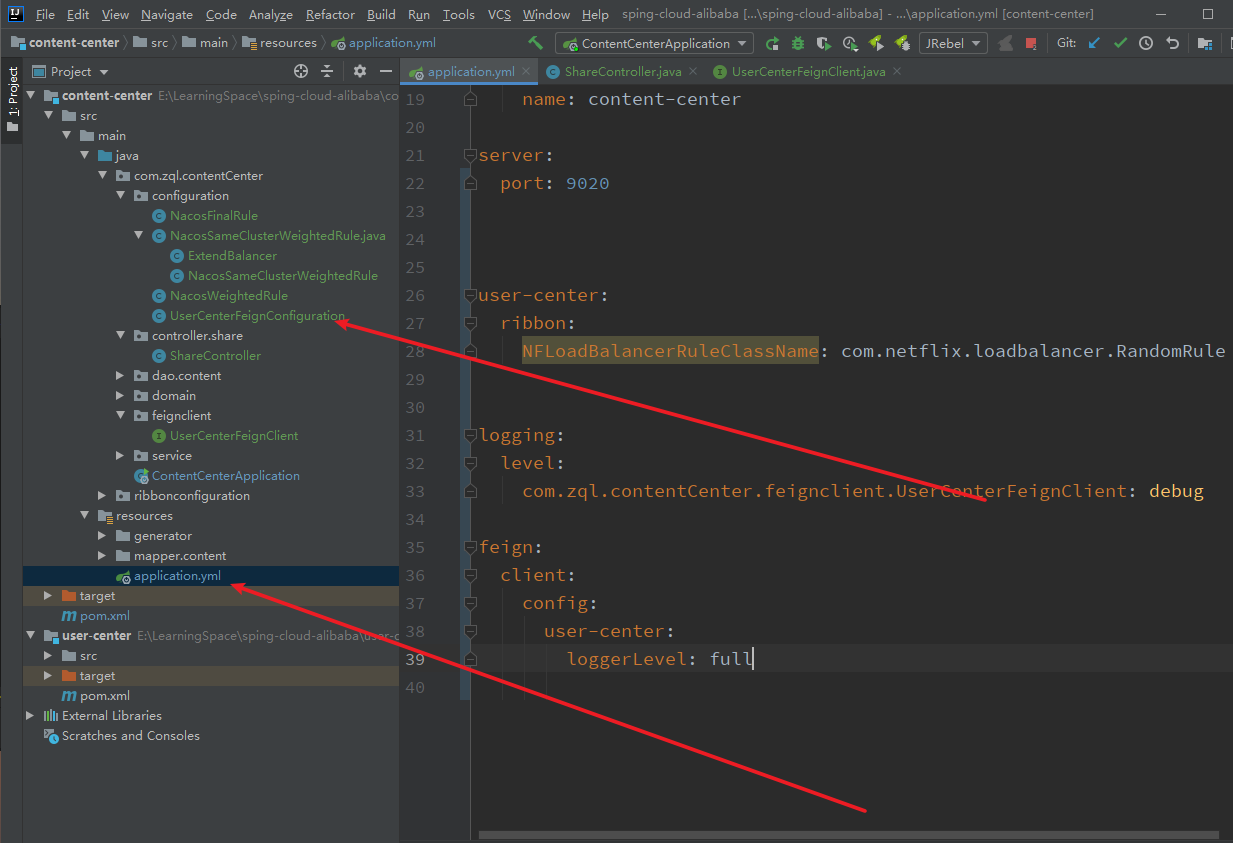 File Edit View Navigate Code Analyze Refactor Build Run Tools VCS Window Help sping-cloud-alibaba [...\sping-cloud-alibaba] - ...\application.yml [content-center]
content-center src main resources application.yml ContentCenterApplication JRebel Git:
Project application.yml ShareController.java UserCenterFeignClient.java
1: Project
content-center E:\LearningSpace\sping-cloud-alibaba\co
src
main
java
com.zql.contentCenter
configuration
NacosFinalRule
NacosSameClusterWeightedRule.java
ExtendBalancer
NacosSameClusterWeightedRule
NacosWeightedRule
UserCenterFeignConfiguration
controller.share
ShareController
dao.content
domain
feignclient
UserCenterFeignClient
service
ContentCenterApplication
ribbonconfiguration
resources
generator
mapper.content
application.yml
target
pom.xml
user-center E:\LearningSpace\sping-cloud-alibaba\user-c
src
target
pom.xml
External Libraries
Scratches and Consoles
19 name: content-center
20
21 server:
22 port: 9020
23
24
25
26 user-center:
27 ribbon:
28 NFLoadBalancerRuleClassName: com.netflix.loadbalancer.RandomRule
29
30
31 logging:
32 level:
33 com.zql.contentCenter.feignclient.UserCenterFeignClient: debug
34
35 feign:
36 client:
37 config:
38 user-center:
39 loggerLevel: full
40